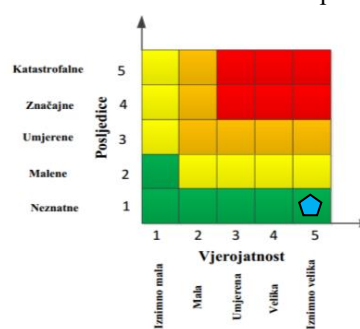 Katastrofalne 5
Značajne 4
Umjerene 3
Malene 2
Neznatne 1
Posljedice
1 2 3 4 5
Vjerojatnost
Iznimno mala
Mala
Umjerena
Velika
Iznimno velika